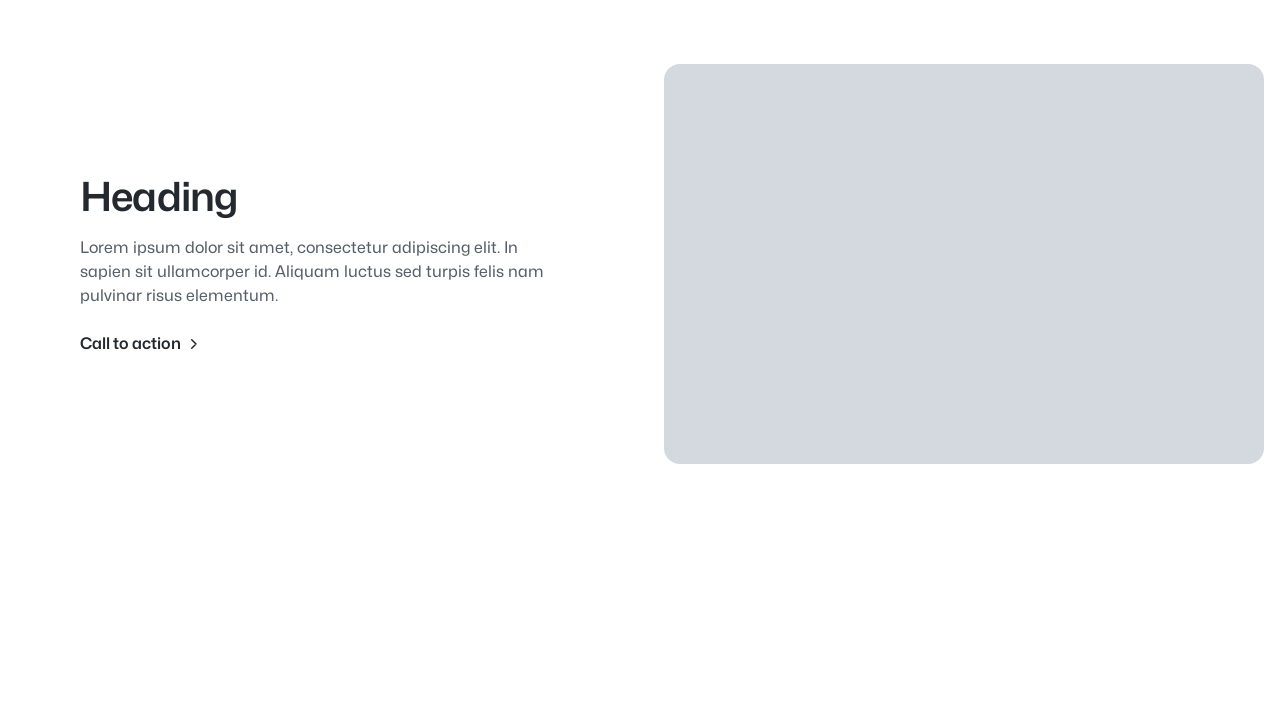 Heading
Lorem ipsum dolor sit amet, consectetur adipiscing elit. In
sapien sit ullamcorper id. Aliquam luctus sed turpis felis nam
pulvinar risus elementum.
Call to action